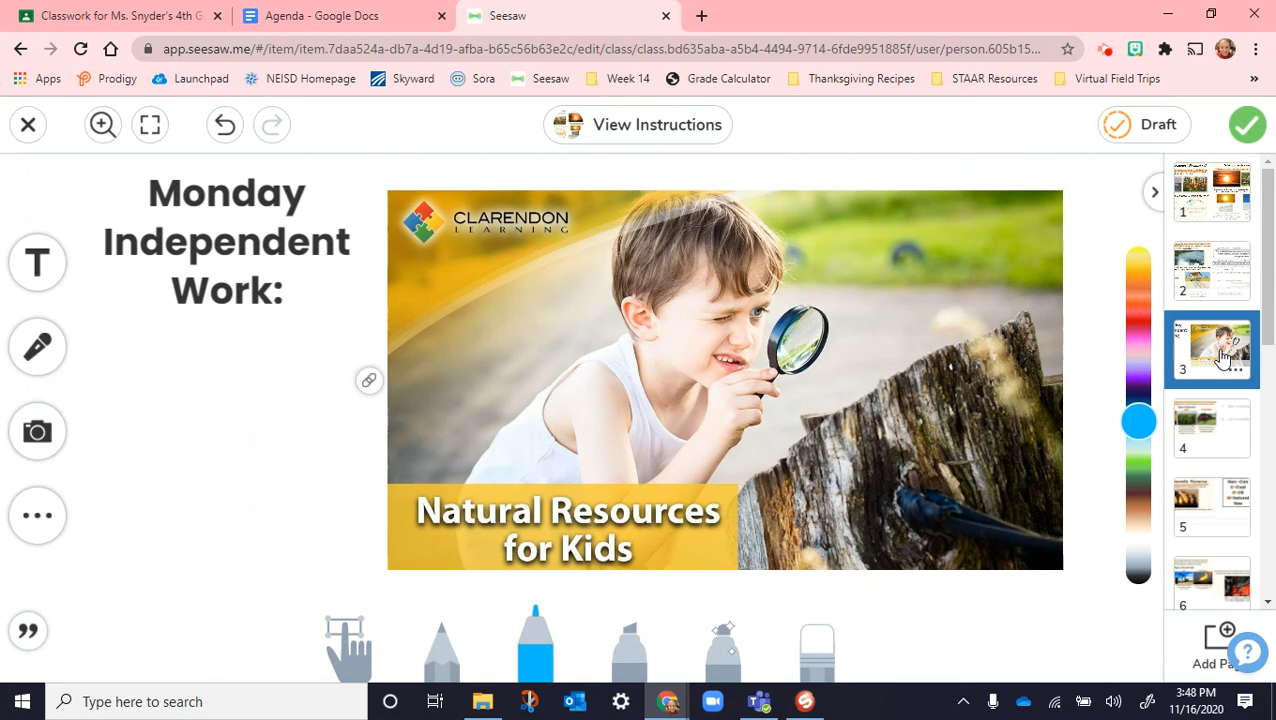 Classwork for Ms. Snyder's 4th G
Agenda - Google Docs
Seesaw
app.seesaw.me/#/item/item.7daa524a-db7a-4d19-afba-b65c56b63e2c/edit/class/class.bd635aba-a5b4-4494-9714-6fde9951885f/user/person.605b15...
Apps
Prodigy
Launchpad
NEISD Homepage
Skyward
Sora
Seesaw
Week 14
Grade Calculator
Thanksgiving Recipes
STAAR Resources
Virtual Field Trips
View Instructions
Draft
Monday
Independent
Work:
CLARENDON
LEARNING
Natural Resources
for Kids
1
2
3
4
5
6
Add Pa
Type here to search
3:48 PM
11/16/2020